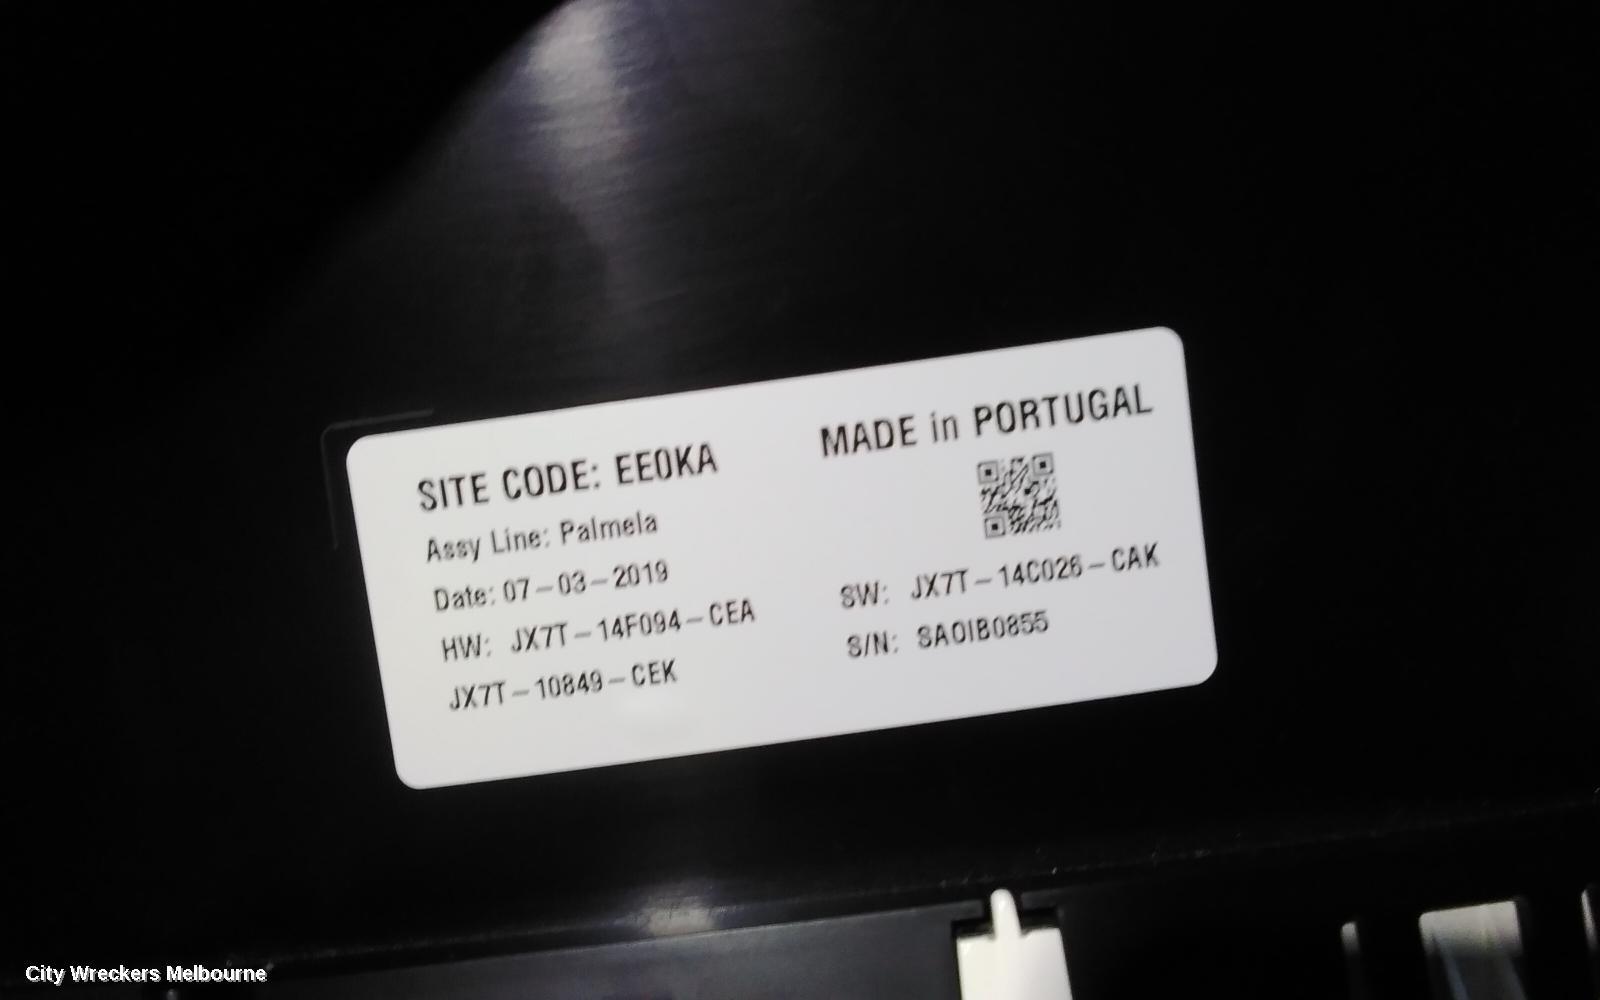 SITE CODE: EE0KA
Assy Line: Palmela
Date: 07-03-2019
HW: JX7T-14F094-CEA
JX7T-10849-CEK
MADE in PORTUGAL
SW: JX7T-14C026-CAK
S/N: SA0IB0855
City Wreckers Melbourne